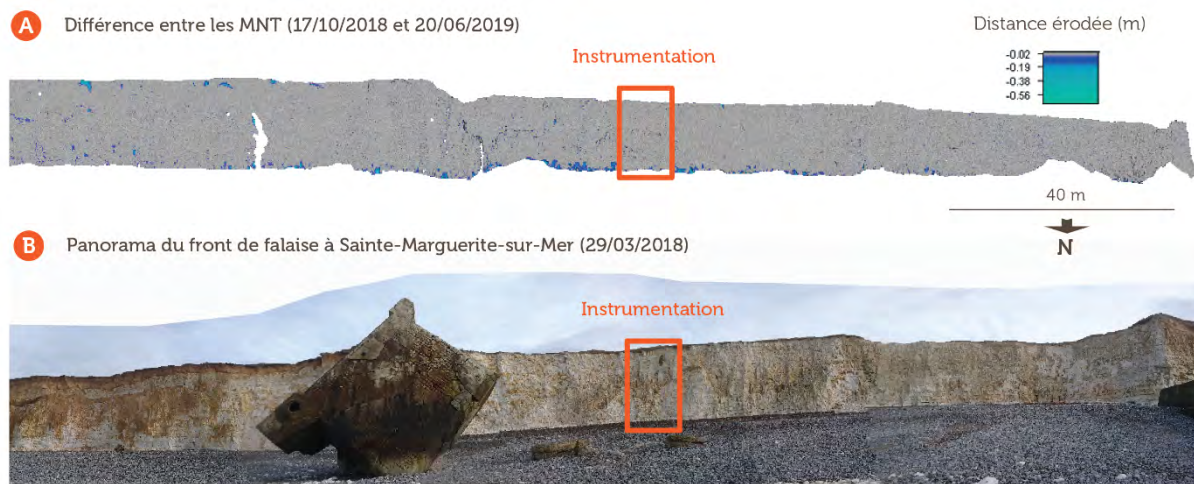 A Différence entre les MNT (17/10/2018 et 20/06/2019)
Distance érodée (m)
Instrumentation
-0.02
-0.19
-0.38
-0.56
40 m
N
B Panorama du front de falaise à Sainte-Marguerite-sur-Mer (29/03/2018)
Instrumentation